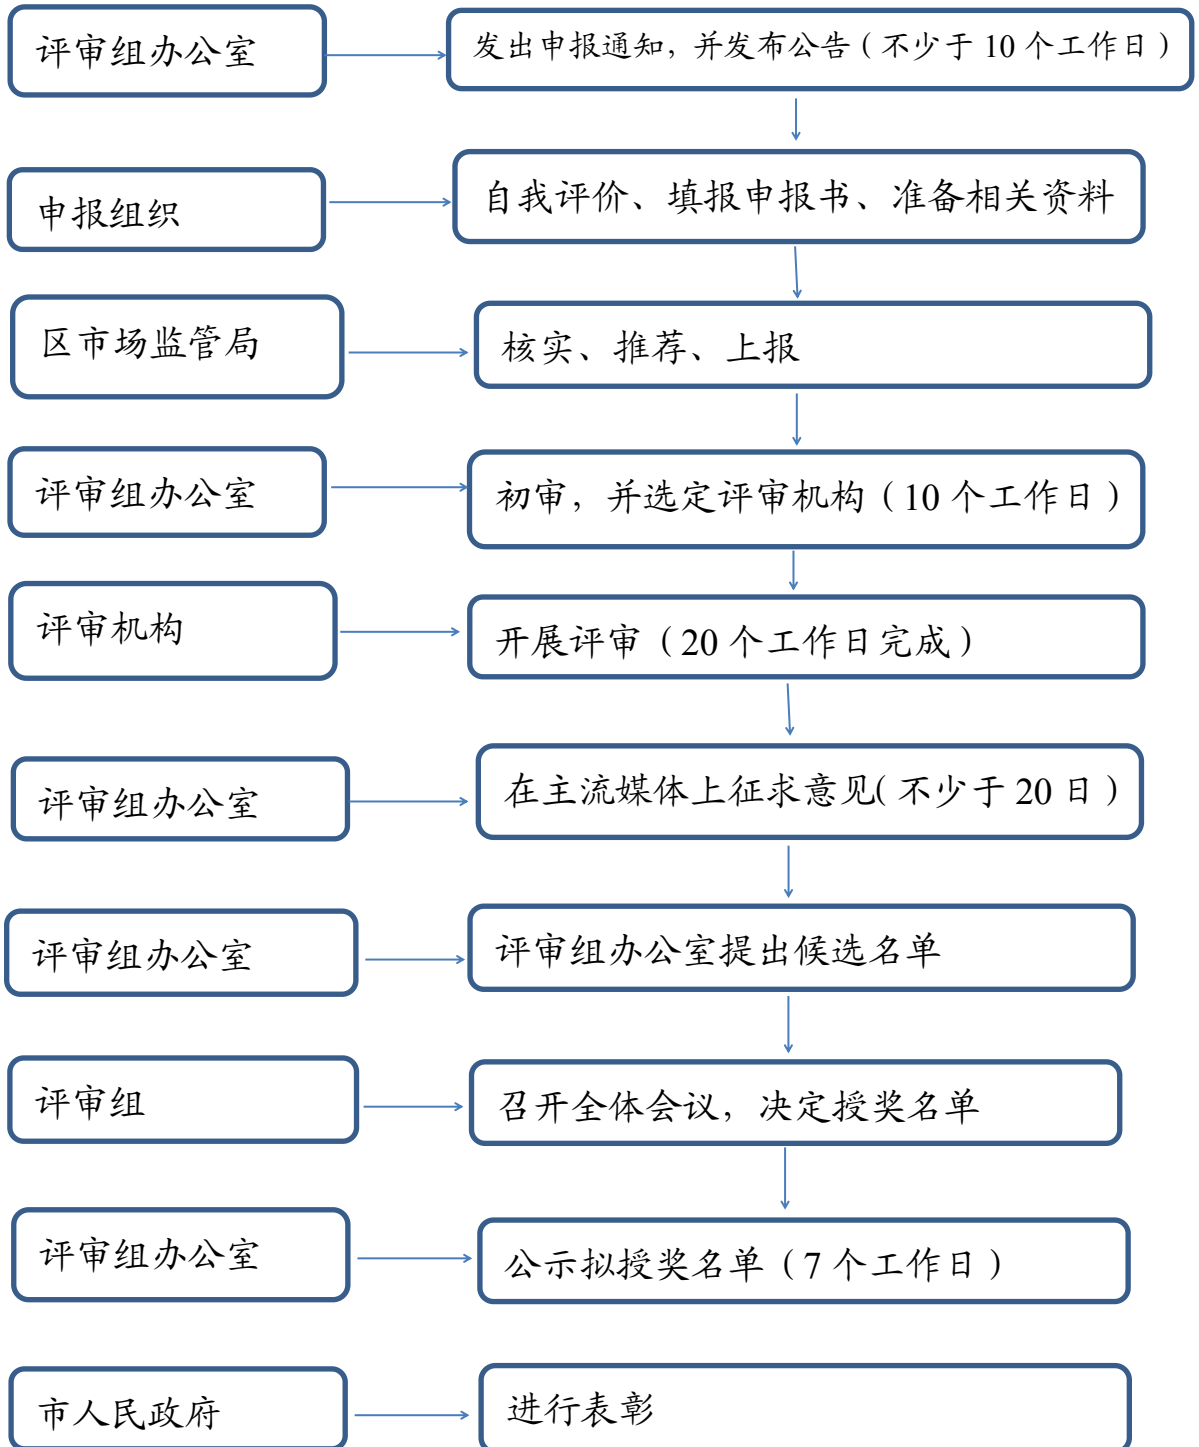 评审组办公室
发出申报通知，并发布公告（不少于 10 个工作日）
申报组织
自我评价、填报申报书、准备相关资料
区市场监管局
核实、推荐、上报
评审组办公室
初审，并选定评审机构（10 个工作日）
评审机构
开展评审（20 个工作日完成）
评审组办公室
在主流媒体上征求意见（不少于 20 日）
评审组办公室
评审组办公室提出候选名单
评审组
召开全体会议，决定授奖名单
评审组办公室
公示拟授奖名单（7 个工作日）
市人民政府
进行表彰